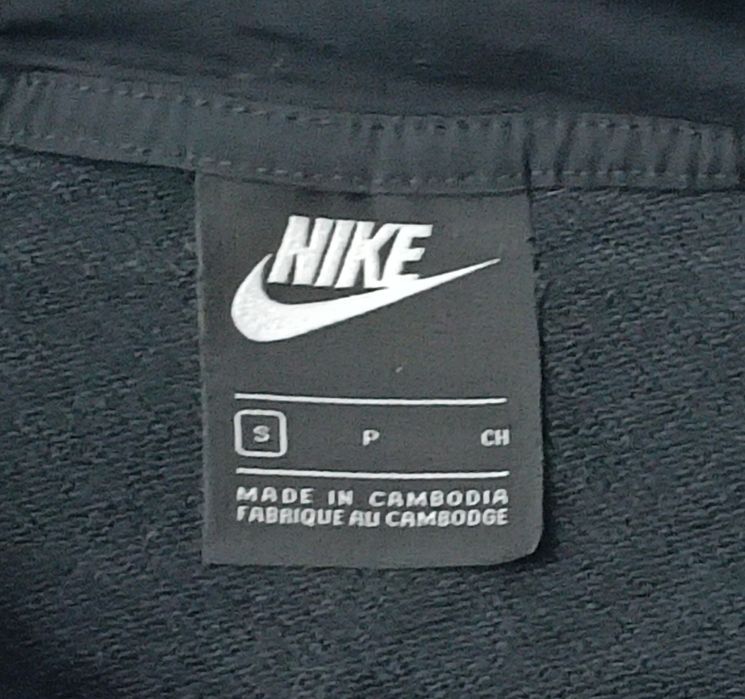 NIKE
S P CH
MADE IN CAMBODIA
FABRIQUE AU CAMBODGE